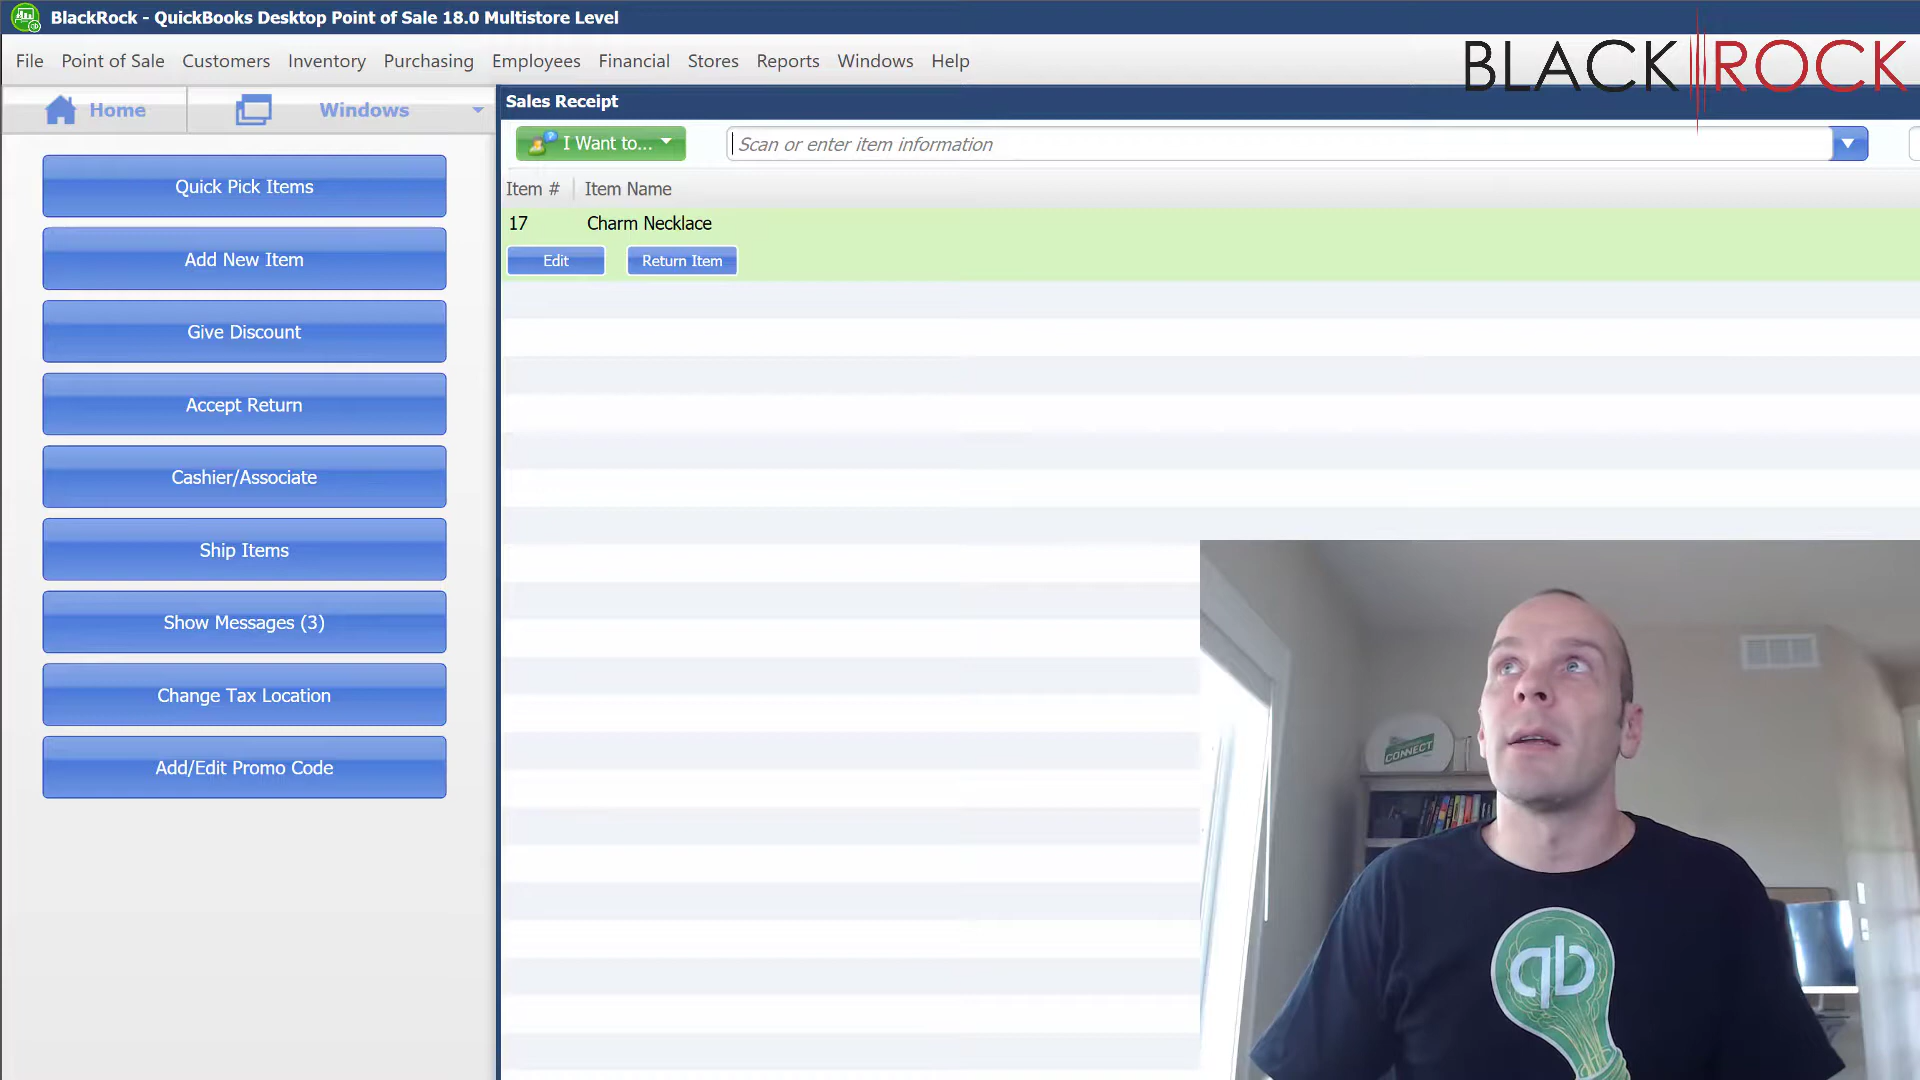 BlackRock - QuickBooks Desktop Point of Sale 18.0 Multistore Level
File Point of Sale Customers Inventory Purchasing Employees Financial Stores Reports Windows Help
BLACK ROCK
Home Windows
Sales Receipt
I Want to... Scan or enter item information
Item # Item Name
17 Charm Necklace
Edit Return Item
Quick Pick Items
Add New Item
Give Discount
Accept Return
Cashier/Associate
Ship Items
Show Messages (3)
Change Tax Location
Add/Edit Promo Code
CONNECT
qb